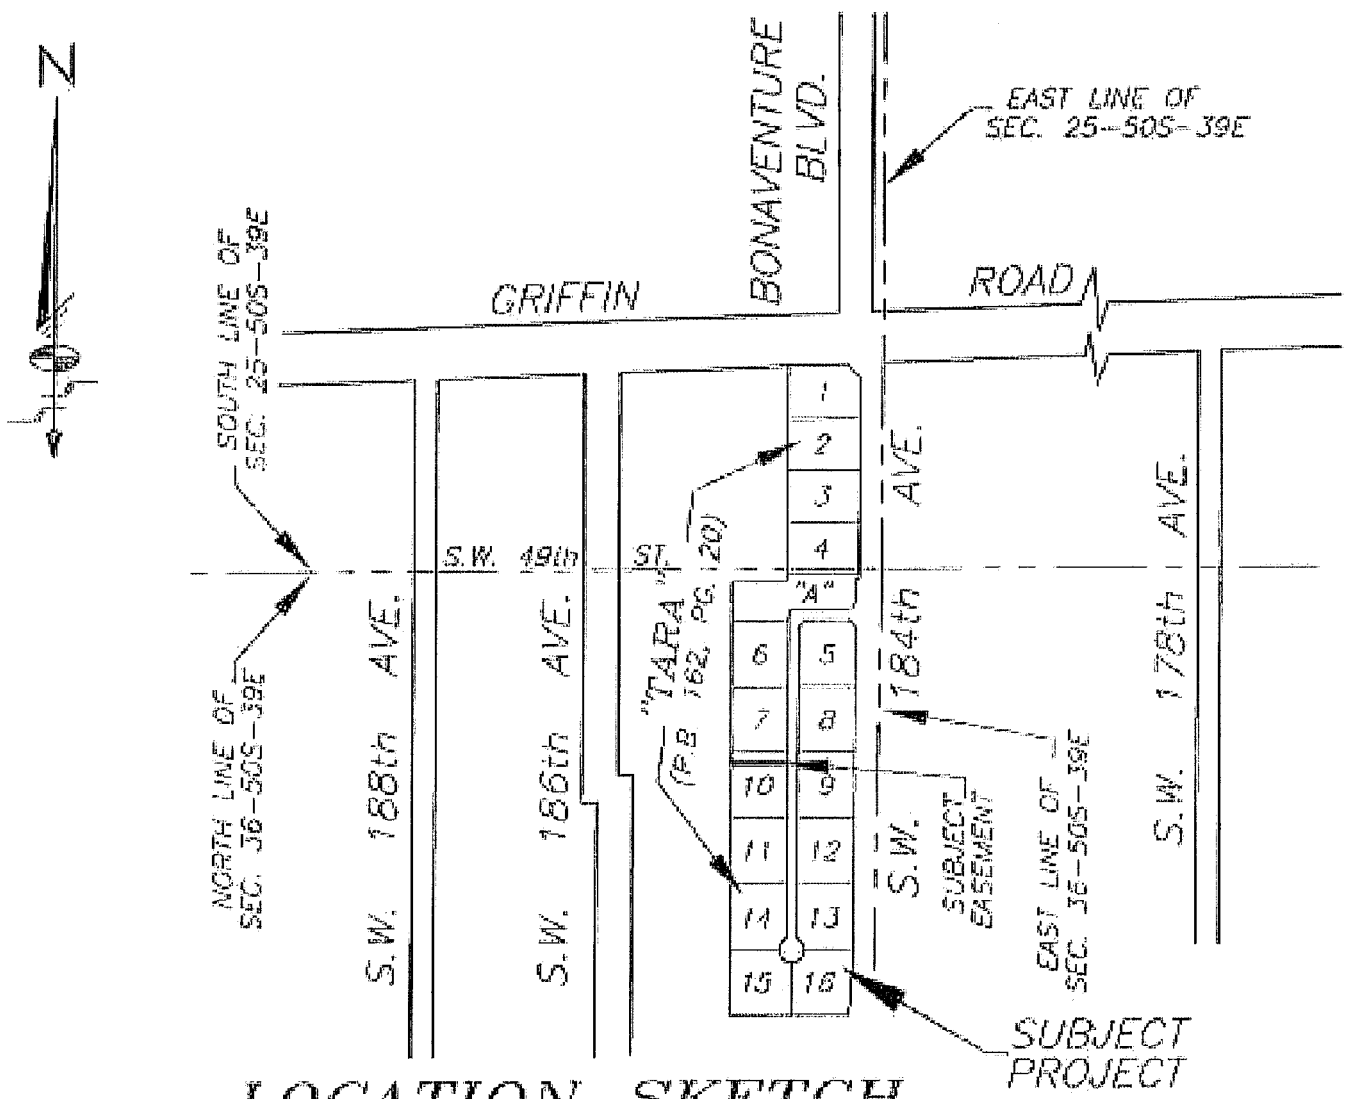 N
BONAVENTURE
BLVD.
EAST LINE OF
SEC. 25-50S-39E
GRIFFIN
ROAD
SOUTH LINE OF
SEC. 25-50S-39E
1
2
3
4
S.W. 49th ST.
"A"
"TARA"
(P.B 162, PG. 20)
6
5
7
8
10
9
11
12
14
13
15
16
NORTH LINE OF
SEC. 36-50S-39E
S.W. 188th AVE.
S.W. 186th AVE.
S.W. 184th AVE.
S.W. 178th AVE.
SUBJECT
EASEMENT
EAST LINE OF
SEC. 36-50S-39E
SUBJECT
PROJECT
LOCATION SKETCH